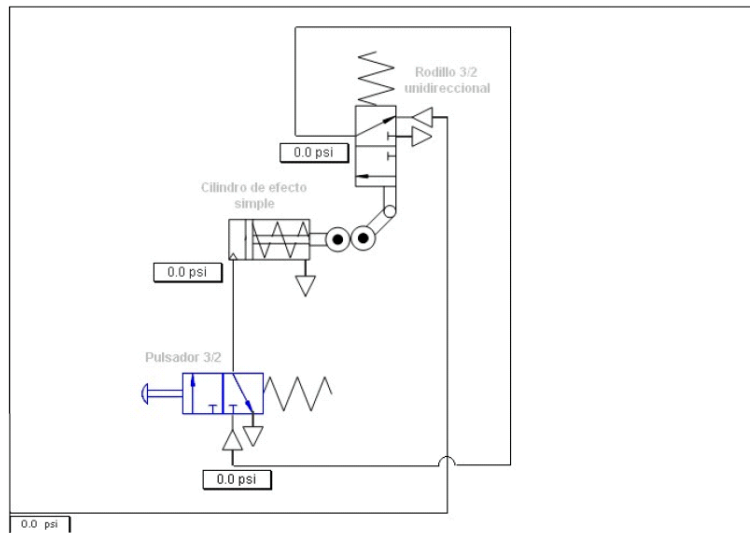 Rodillo 3/2
unidireccional
0.0 psi
Cilindro de efecto
simple
0.0 psi
Pulsador 3/2
0.0 psi
0.0 psi